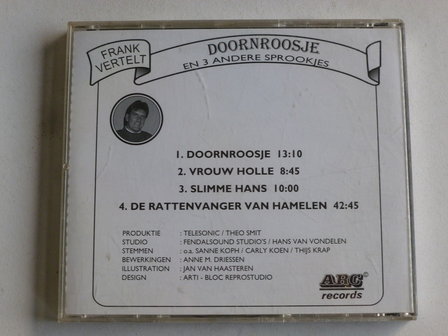 FRANK
VERTELT
DOORNROOSJE
EN 3 ANDERE SPROOKJES
1. DOORNROOSJE 13:10
2. VROUW HOLLE 8:45
3. SLIMME HANS 10:00
4. DE RATTENVANGER VAN HAMELEN 42:45
PRODUKTIE : TELESONIC / THEO SMIT
STUDIO : FENDALSOUND STUDIO'S / HANS VAN VONDELEN
STEMMEN : o.a. SANNE KOPH / CARLY KOEN / THIJS KRAP
BEWERKINGEN : ANNE M. DRIESSEN
ILLUSTRATION : JAN VAN HAASTEREN
DESIGN : ARTI - BLOC REPROSTUDIO
ARC
records